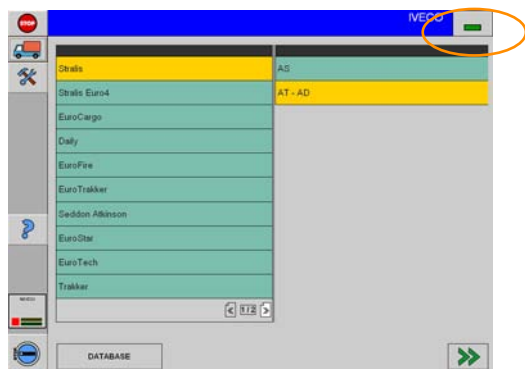 STOP
IVECO
Stralis
AS
Stralis Euro4
AT - AD
EuroCargo
Daily
EuroFire
EuroTrakker
Seddon Atkinson
EuroStar
EuroTech
Trakker
1/2
DATABASE